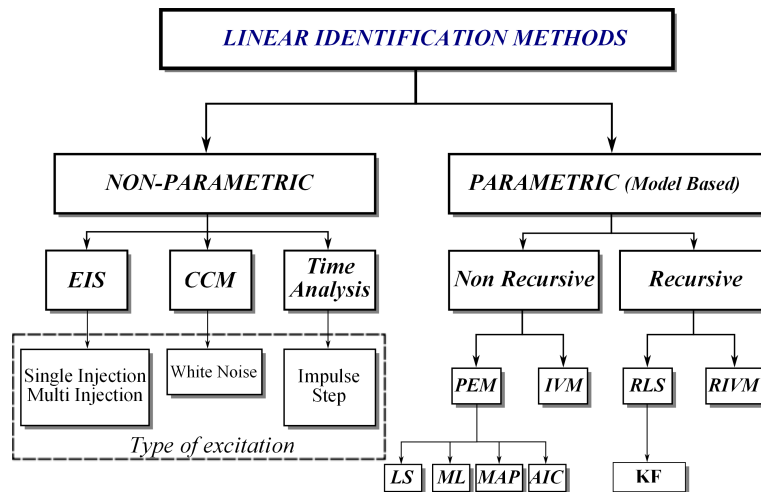 LINEAR IDENTIFICATION METHODS
NON-PARAMETRIC
PARAMETRIC (Model Based)
EIS
CCM
Time
Analysis
Non Recursive
Recursive
Single Injection
Multi Injection
White Noise
Impulse
Step
Type of excitation
PEM
IVM
RLS
RIVM
LS
ML
MAP
AIC
KF